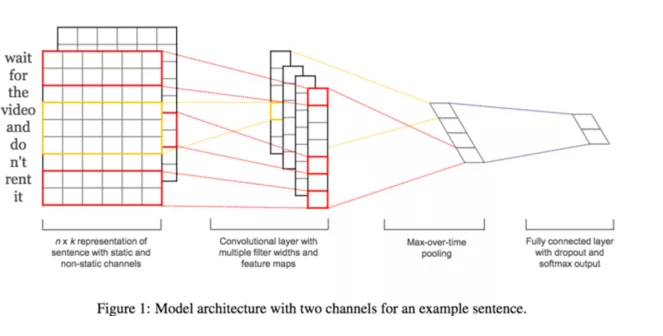 wait
for
the
video
and
do
n't
rent
it
n x k representation of
sentence with static and
non-static channels
Convolutional layer with
multiple filter widths and
feature maps
Max-over-time
pooling
Fully connected layer
with dropout and
softmax output
Figure 1: Model architecture with two channels for an example sentence.